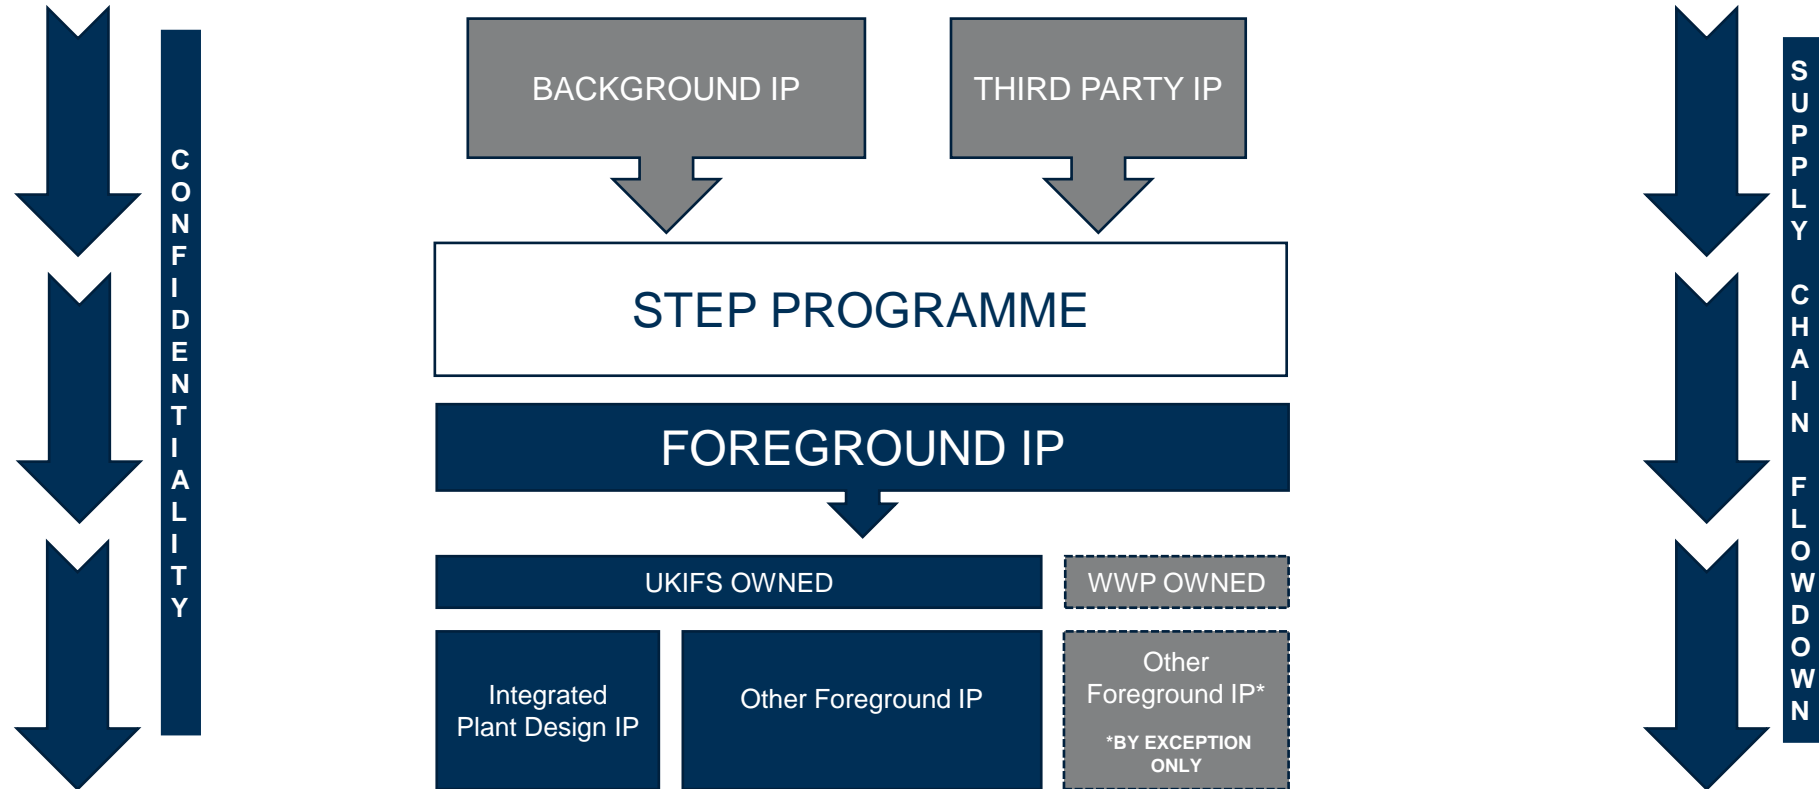 BACKGROUND IP
THIRD PARTY IP
CONFIDENTIALITY
SUPPLY CHAIN FLOWDOWN
STEP PROGRAMME
FOREGROUND IP
UKIFS OWNED
WWP OWNED
Integrated
Plant Design IP
Other Foreground IP
Other
Foreground IP*
*BY EXCEPTION
ONLY